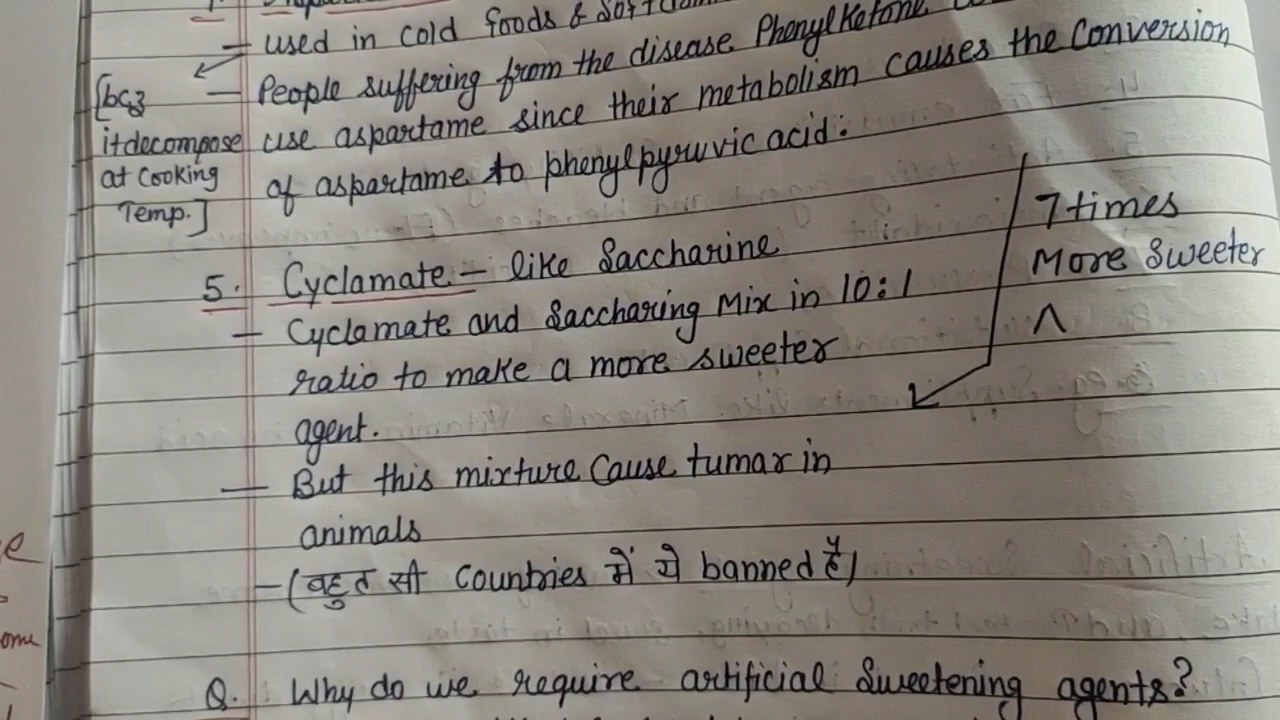 - used in cold foods & Soft
[bcz
- People suffering from the disease PhenylKetone
it decompose
use aspartame since their metabolism causes the Conversion
at Cooking
of aspartame to phenylpyruvic acid.
Temp.]
7 times
More Sweeter
5. Cyclamate - like Saccharine
- Cyclamate and Saccharing Mix in 10:1
ratio to make a more sweeter
agent.
- But this mixture Cause tumar in
animals
- (बहुत सी Countries में ये banned है)
Q. Why do we require artificial Sweetening agents?